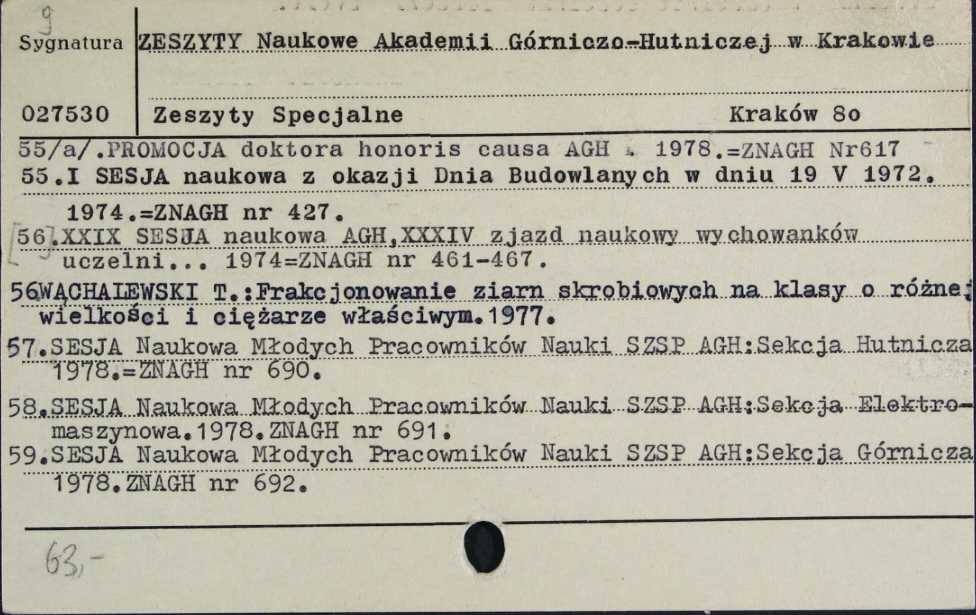 9
Sygnatura
ZESZYTY Naukowe Akademii Górniczo-Hutniczej w Krakowie
027530
Zeszyty Specjalne Kraków 8o
55/a/.PROMOCJA doktora honoris causa AGH . 1978.=ZNAGH Nr617
55.I SESJA naukowa z okazji Dnia Budowlanych w dniu 19 V 1972.
1974.=ZNAGH nr 427.
[56].XXIX SESJA naukowa AGH,XXXIV zjazd naukowy wychowanków
uczelni... 1974=ZNAGH nr 461-467.
56.WĄCHALEWSKI T.:Frakcjonowanie ziarn skrobiowych na klasy o różnej
wielkości i ciężarze właściwym.1977.
57.SESJA Naukowa Młodych Pracowników Nauki SZSP AGH:Sekcja Hutnicza
1978.=ZNAGH nr 690.
58.SESJA Naukowa Młodych Pracowników Nauki SZSP AGH:Sekcja Elektro-
maszynowa.1978.ZNAGH nr 691.
59.SESJA Naukowa Młodych Pracowników Nauki SZSP AGH:Sekcja Górnicza
1978.ZNAGH nr 692.
63,-